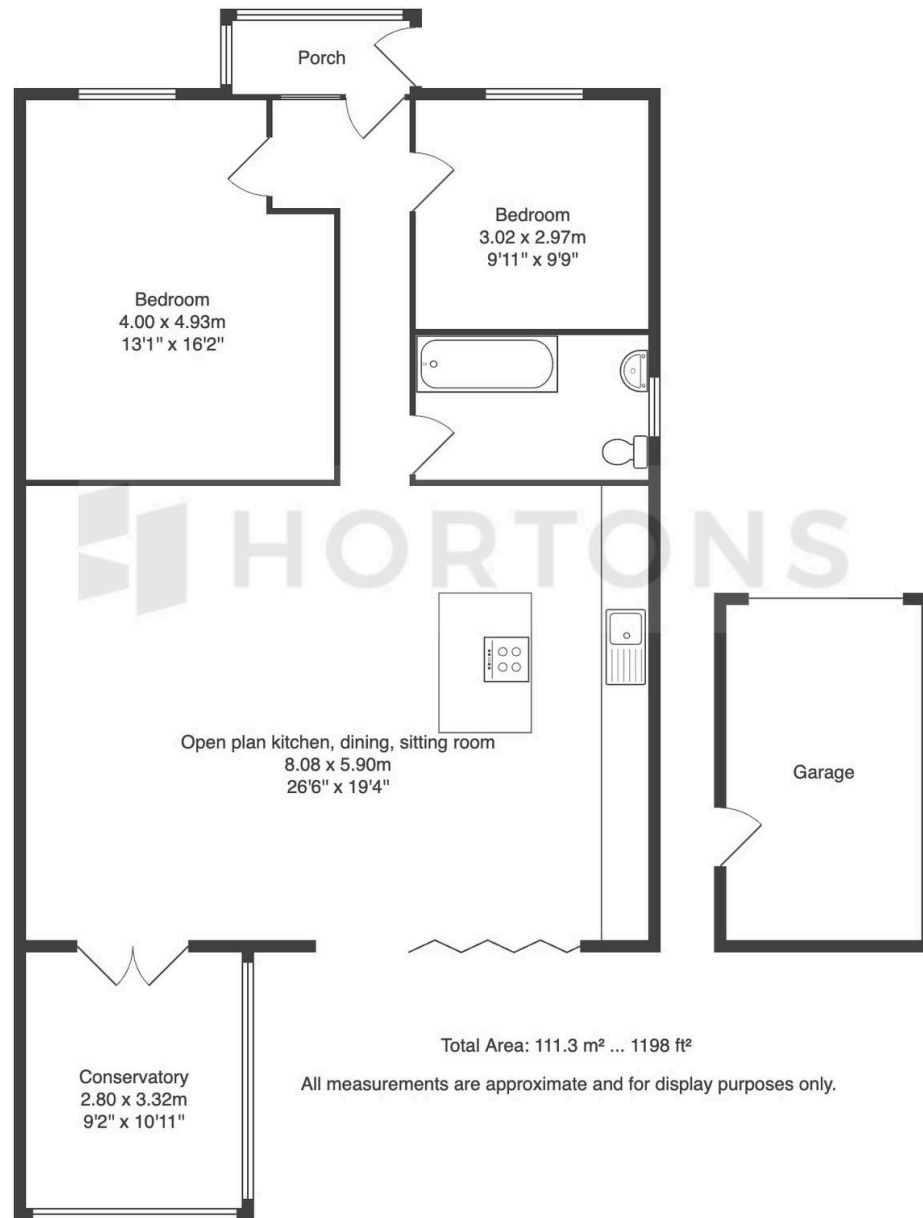 Porch
Bedroom
3.02 x 2.97m
9'11" x 9'9"
Bedroom
4.00 x 4.93m
13'1" x 16'2"
HORTONS
Open plan kitchen, dining, sitting room
8.08 x 5.90m
26'6" x 19'4"
Garage
Total Area: 111.3 m² ... 1198 ft²
All measurements are approximate and for display purposes only.
Conservatory
2.80 x 3.32m
9'2" x 10'11"